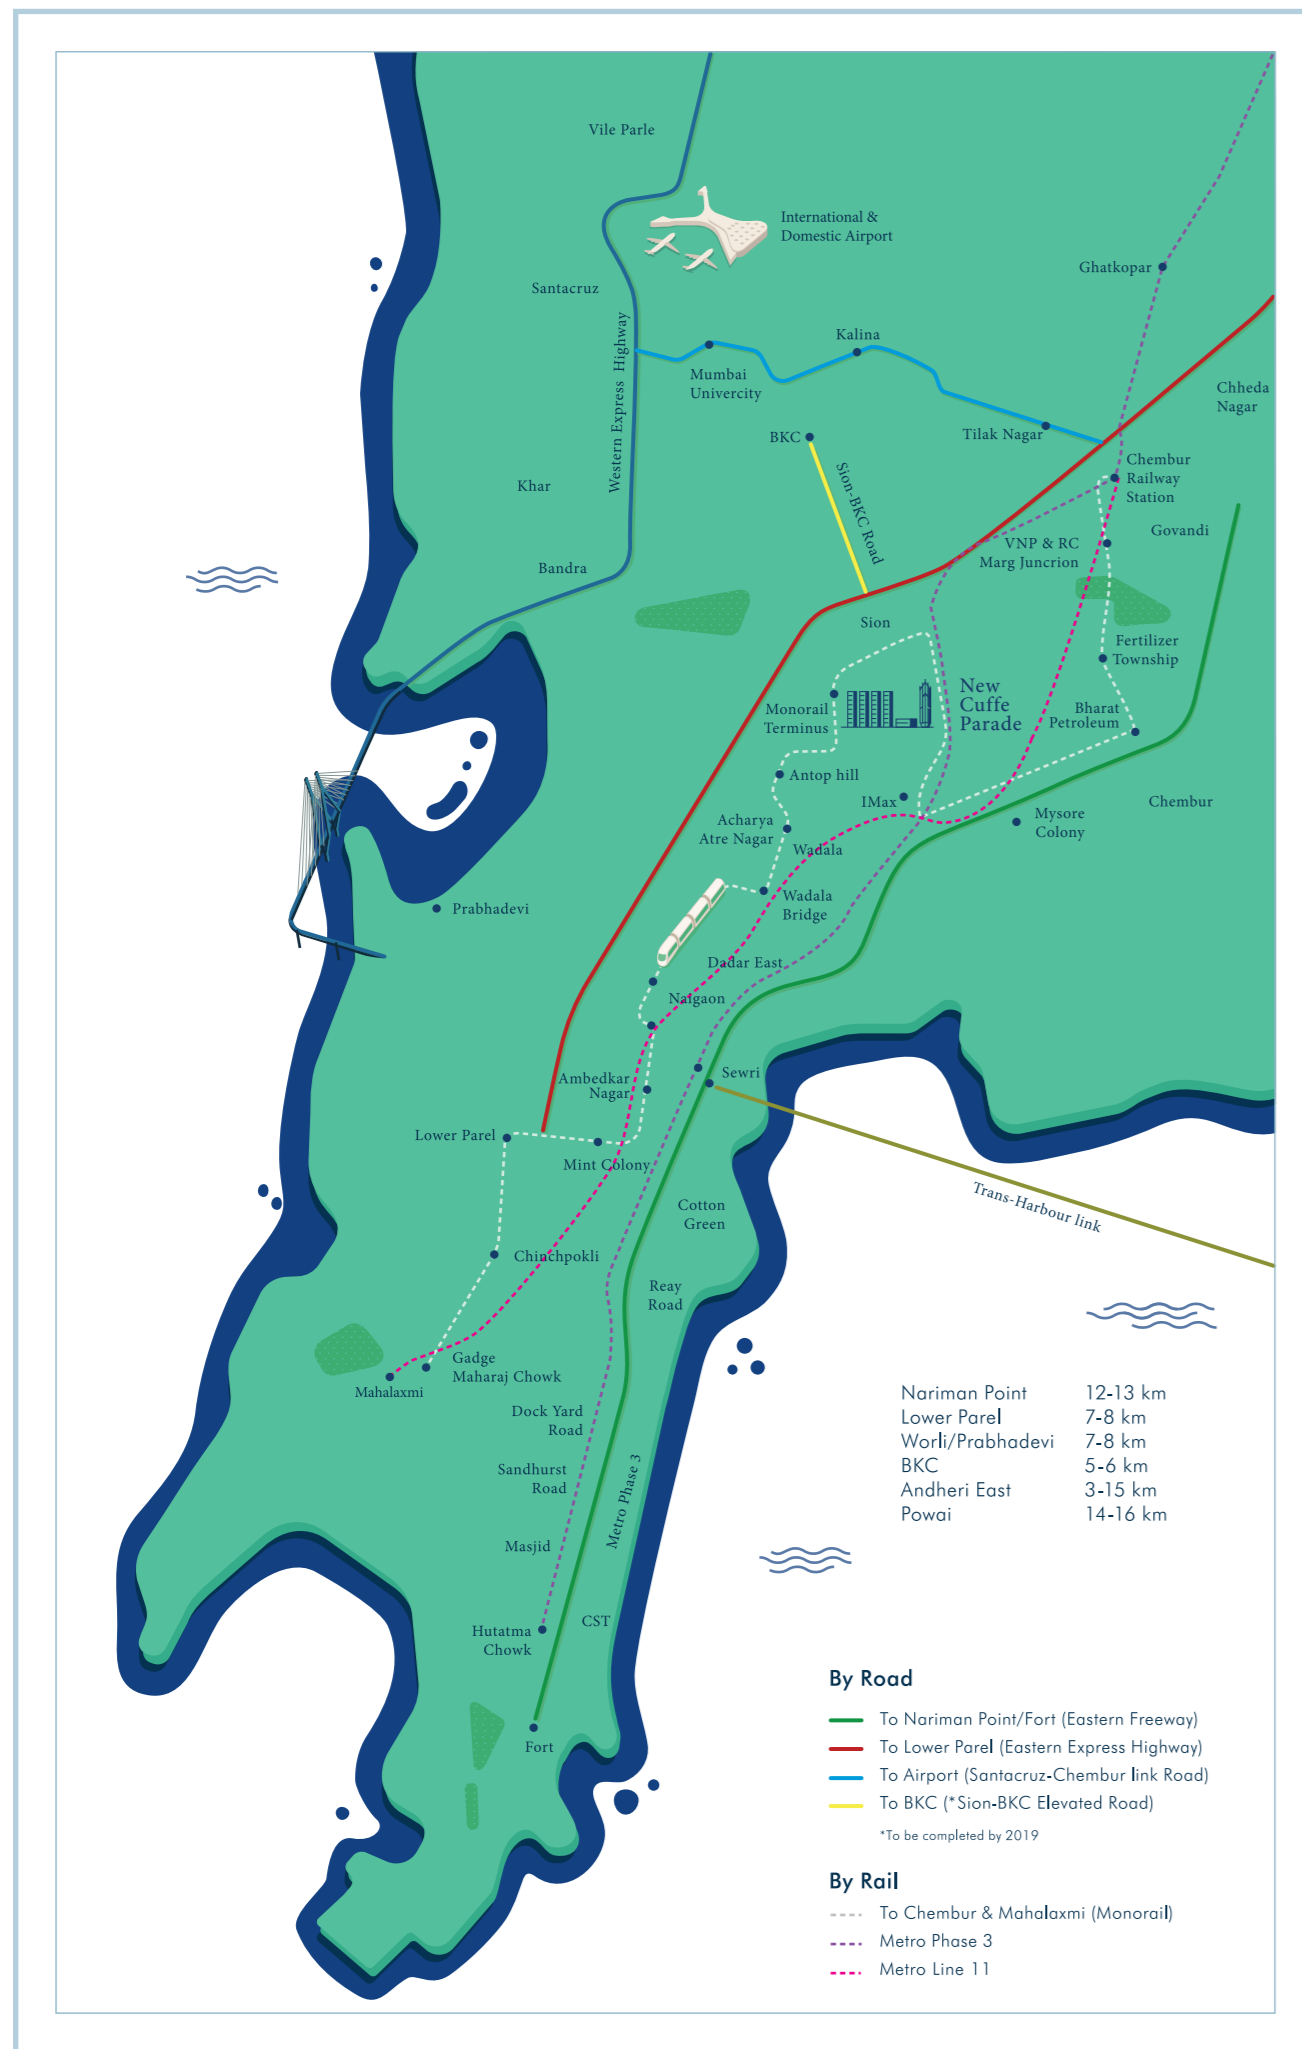 Vile Parle
International &
Domestic Airport
Ghatkopar
Santacruz
Western Express Highway
Kalina
Mumbai
Univercity
Chheda
Nagar
BKC
Tilak Nagar
Sion-BKC Road
Chembur
Railway
Station
Khar
Govandi
VNP & RC
Marg Juncrion
Bandra
Sion
Fertilizer
Township
New
Cuffe
Parade
Monorail
Terminus
Bharat
Petroleum
Antop hill
IMax
Chembur
Mysore
Colony
Acharya
Atre Nagar
Wadala
Wadala
Bridge
Prabhadevi
Dadar East
Naigaon
Sewri
Ambedkar
Nagar
Lower Parel
Mint Colony
Trans-Harbour link
Cotton
Green
Chinchpokli
Reay
Road
Gadge
Maharaj Chowk
Mahalaxmi
Dock Yard
Road
Sandhurst
Road
Metro Phase 3
Masjid
CST
Hutatma
Chowk
Fort
Nariman Point 12-13 km
Lower Parel 7-8 km
Worli/Prabhadevi 7-8 km
BKC 5-6 km
Andheri East 3-15 km
Powai 14-16 km
By Road
To Nariman Point/Fort (Eastern Freeway)
To Lower Parel (Eastern Express Highway)
To Airport (Santacruz-Chembur link Road)
To BKC (*Sion-BKC Elevated Road)
*To be completed by 2019
By Rail
To Chembur & Mahalaxmi (Monorail)
Metro Phase 3
Metro Line 11